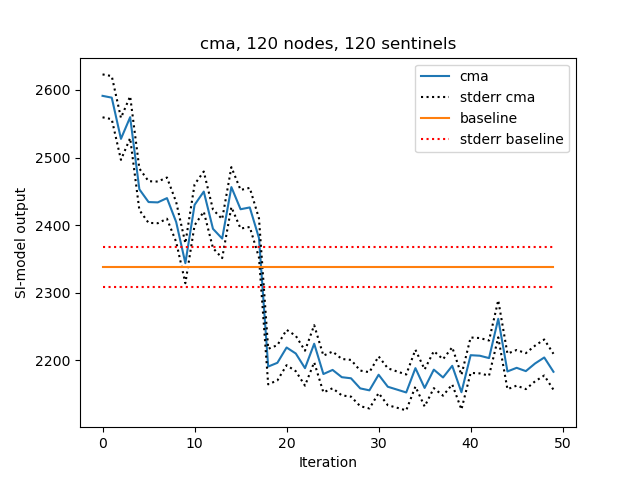 cma, 120 nodes, 120 sentinels
2600
2500
2400
2300
2200
SI-model output
cma
stderr cma
baseline
stderr baseline
0 10 20 30 40 50
Iteration